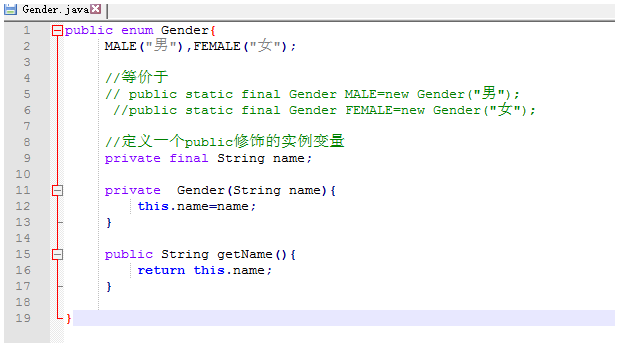 Gender.java
1 public enum Gender{
2 MALE("男"),FEMALE("女");
3
4 //等价于
5 // public static final Gender MALE=new Gender("男");
6 //public static final Gender FEMALE=new Gender("女");
7
8 //定义一个public修饰的实例变量
9 private final String name;
10
11 private  Gender(String name){
12 this.name=name;
13 }
14
15 public String getName(){
16 return this.name;
17 }
18
19 }